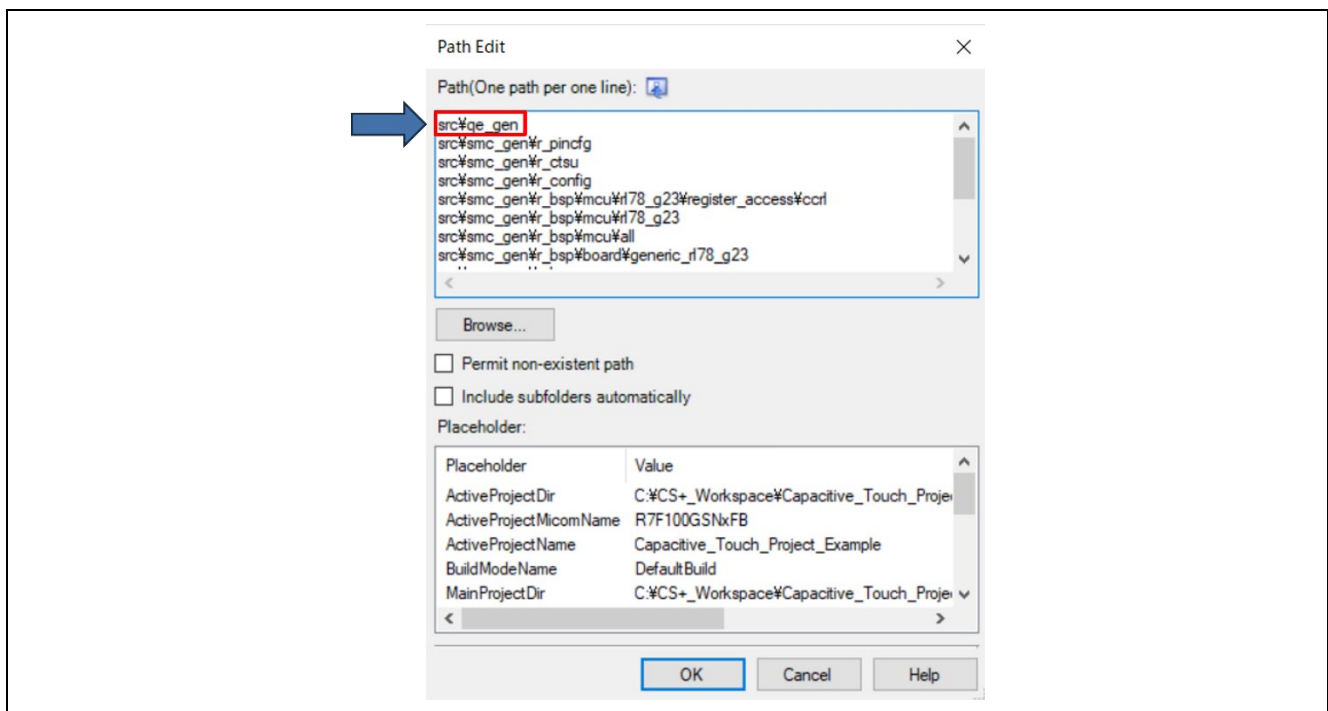 Path Edit
Path(One path per one line):
src¥qe_gen
src¥smc_gen¥r_pincfg
src¥smc_gen¥r_ctsu
src¥smc_gen¥r_config
src¥smc_gen¥r_bsp¥mcu¥rl78_g23¥register_access¥ccrl
src¥smc_gen¥r_bsp¥mcu¥rl78_g23
src¥smc_gen¥r_bsp¥mcu¥all
src¥smc_gen¥r_bsp¥board¥generic_rl78_g23
Browse...
Permit non-existent path
Include subfolders automatically
Placeholder:
Placeholder Value
ActiveProjectDir C:¥CS+_Workspace¥Capacitive_Touch_Proje
ActiveProjectMicomName R7F100GSNxFB
ActiveProjectName Capacitive_Touch_Project_Example
BuildModeName DefaultBuild
MainProjectDir C:¥CS+_Workspace¥Capacitive_Touch_Proje
OK Cancel Help